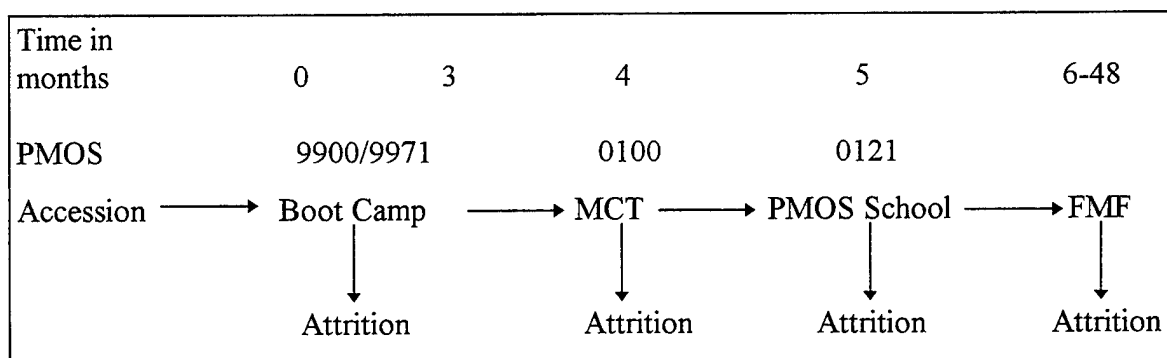 Time in
months 0 3 4 5 6-48
PMOS 9900/9971 0100 0121
Accession Boot Camp MCT PMOS School FMF
Attrition Attrition Attrition Attrition